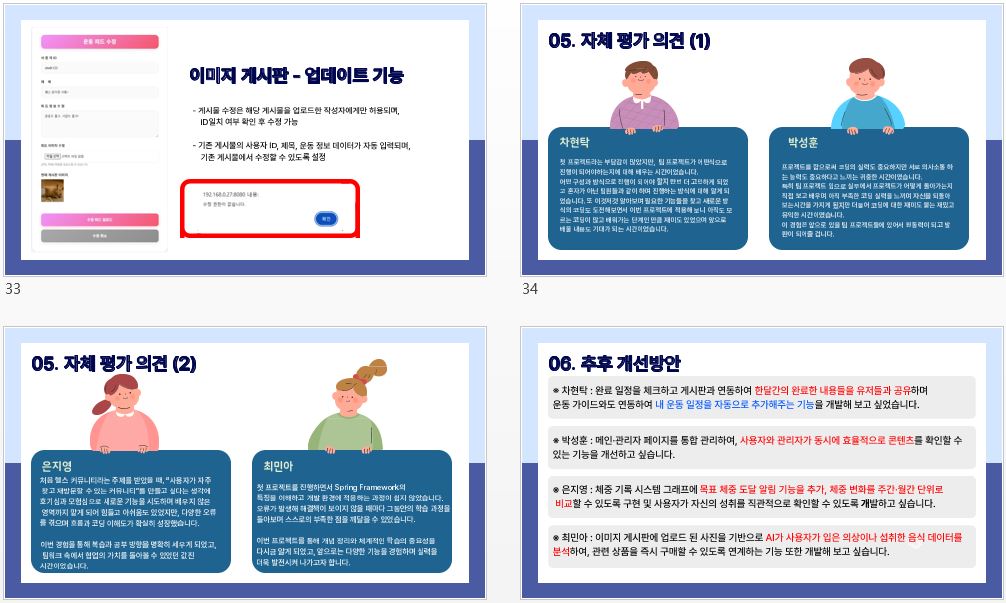 운동 피드 수정
이미지 게시판 - 업데이트 기능
- 게시물 수정은 해당 게시물을 업로드한 작성자에게만 허용되며,
ID일치 여부 확인 후 수정 가능
- 기존 게시물의 사용자 ID, 제목, 운동 정보 데이터가 자동 입력되며,
기존 게시물에서 수정할 수 있도록 설정
192.168.0.27:8080 내용:
수정 권한이 없습니다.
확인
33
05. 자체 평가 의견 (1)
차현탁
첫 프로젝트라는 부담감이 많았지만, 팀 프로젝트가 어떤식으로
진행이 되어야하는지에 대해 배우는 시간이었습니다.
어떤 구성과 방식으로 진행이 되어야 할지 한번 더 고민하게 되었
고 혼자가 아닌 팀원들과 같이 하며 진행하는 방식에 대해 알게 되
었습니다. 또 이것저것 알아보며 필요한 기능들을 찾고 새로운 방
식의 코딩도 도전해보면서 이번 프로젝트에 적용해 보니 아직도 모
르는 코딩이 많고 배워가는 단계인 만큼 재미도 있었으며 앞으로
배울 내용도 기대가 되는 시간이었습니다.
박성훈
프로젝트를 함으로써 코딩의 실력도 중요하지만 서로 의사소통 하
는 능력도 중요하다고 느끼는 귀중한 시간이였습니다.
특히 팀 프로젝트 임으로 실무에서 프로젝트가 어떻게 돌아가는지
직접 보고 배우며 아직 부족한 코딩 실력을 느끼며 자신을 되돌아
보는시간을 가지게 됬지만 더늘어 코딩에 대한 재미도 붙는 재밌고
유익한 시간이였습니다.
이 경험은 앞으로 있을 팀 프로젝트들에 있어서 원동력이 되고 발
판이 되어줄 겁니다.
34
05. 자체 평가 의견 (2)
은지영
처음 헬스 커뮤니티라는 주제를 받았을 때, "사용자가 자주
찾고 재방문할 수 있는 커뮤니티"를 만들고 싶다는 생각에
호기심과 모험심으로 새로운 기능을 시도하며 배우지 않은
영역까지 맡게 되어 힘들고 아쉬움도 있었지만, 다양한 오류
를 겪으며 흐름과 코딩 이해도가 확실히 성장했습니다.
이번 경험을 통해 복습과 공부 방향을 명확히 세우게 되었고,
팀워크 속에서 협업의 가치를 돌아볼 수 있었던 값진
시간이었습니다.
최민아
첫 프로젝트를 진행하면서 Spring Framework의
특징을 이해하고 개발 환경에 적응하는 과정이 쉽지 않았습니다.
오류가 발생해 해결책이 보이지 않을 때마다 그동안의 학습 과정을
돌아보며 스스로의 부족한 점을 깨달을 수 있었습니다.
이번 프로젝트를 통해 개념 정리와 체계적인 학습의 중요성을
다시금 알게 되었고, 앞으로는 다양한 기능을 경험하며 실력을
더욱 발전시켜 나가고자 합니다.
06. 추후 개선방안
※ 차현탁 : 완료 일정을 체크하고 게시판과 연동하여 한달간의 완료한 내용들을 유저들과 공유하며
운동 가이드와도 연동하여 내 운동 일정을 자동으로 추가해주는 기능을 개발해 보고 싶었습니다.
※ 박성훈 : 메인·관리자 페이지를 통합 관리하여, 사용자와 관리자가 동시에 효율적으로 콘텐츠를 확인할 수
있는 기능을 개선하고 싶습니다.
※ 은지영 : 체중 기록 시스템 그래프에 목표 체중 도달 알림 기능을 추가, 체중 변화를 주간·월간 단위로
비교할 수 있도록 구현 및 사용자가 자신의 성취를 직관적으로 확인할 수 있도록 개발하고 싶습니다.
※ 최민아 : 이미지 게시판에 업로드 된 사진을 기반으로 AI가 사용자가 입은 의상이나 섭취한 음식 데이터를
분석하여, 관련 상품을 즉시 구매할 수 있도록 연계하는 기능 또한 개발해 보고 싶습니다.